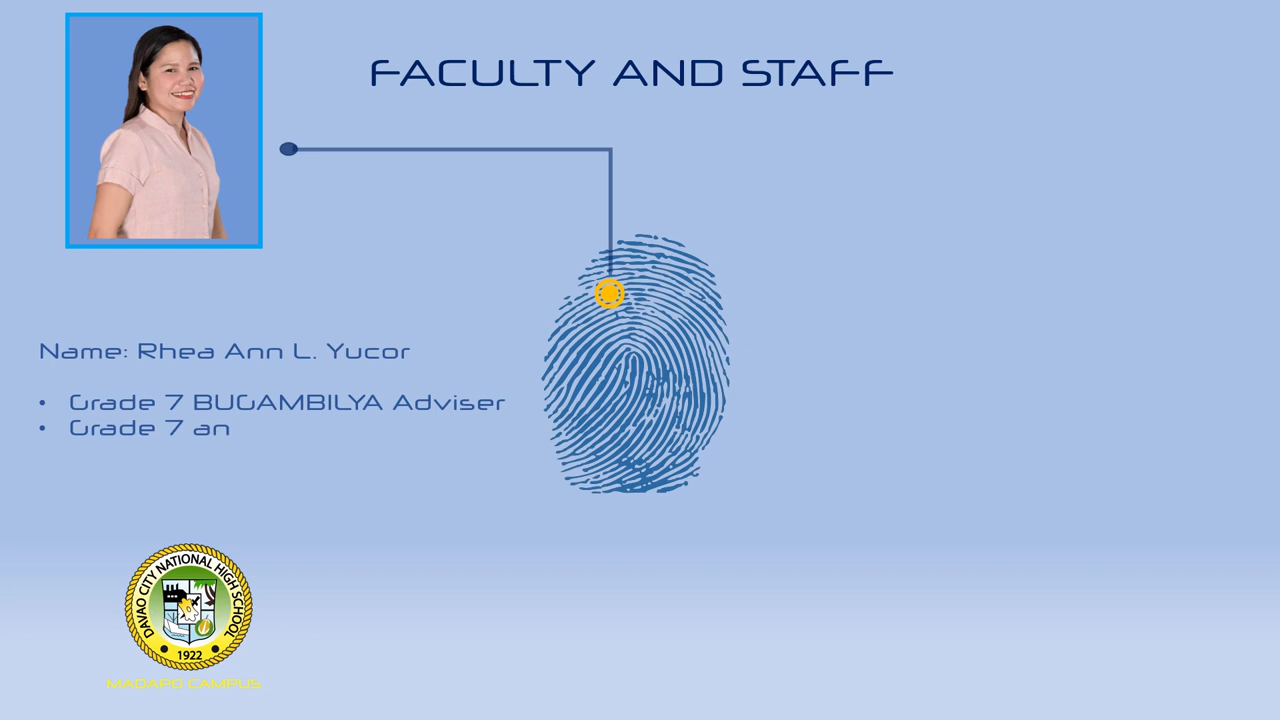 FACULTY AND STAFF
Name: Rhea Ann L. Yucor
• Grade 7 BUGAMBILYA Adviser
• Grade 7 an
DAVAO CITY NATIONAL HIGH SCHOOL
1922
MADAPO CAMPUS